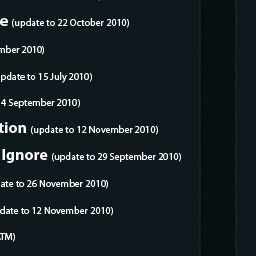 e (update to 22 October 2010)
mber 2010)
pdate to 15 July 2010)
4 September 2010)
tion (update to 12 November 2010)
Ignore (update to 29 September 2010)
ate to 26 November 2010)
date to 12 November 2010)
ATM)